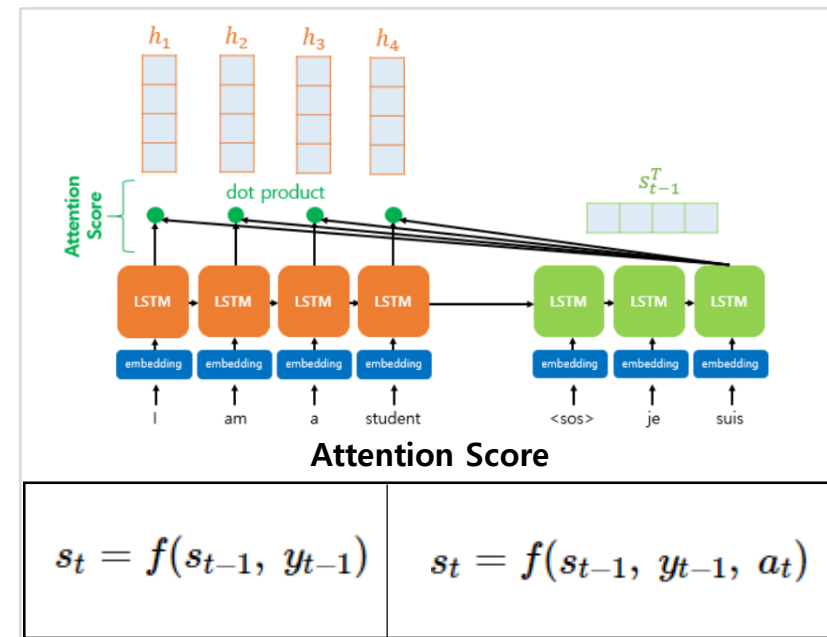 h₁ h₂ h₃ h₄
dot product
Attention Score
s_{t-1}^T
LSTM LSTM LSTM LSTM LSTM LSTM LSTM
embedding embedding embedding embedding embedding embedding embedding
I am a student <sos> je suis
Attention Score
s_t = f(s_{t-1}, y_{t-1}) s_t = f(s_{t-1}, y_{t-1}, a_t)